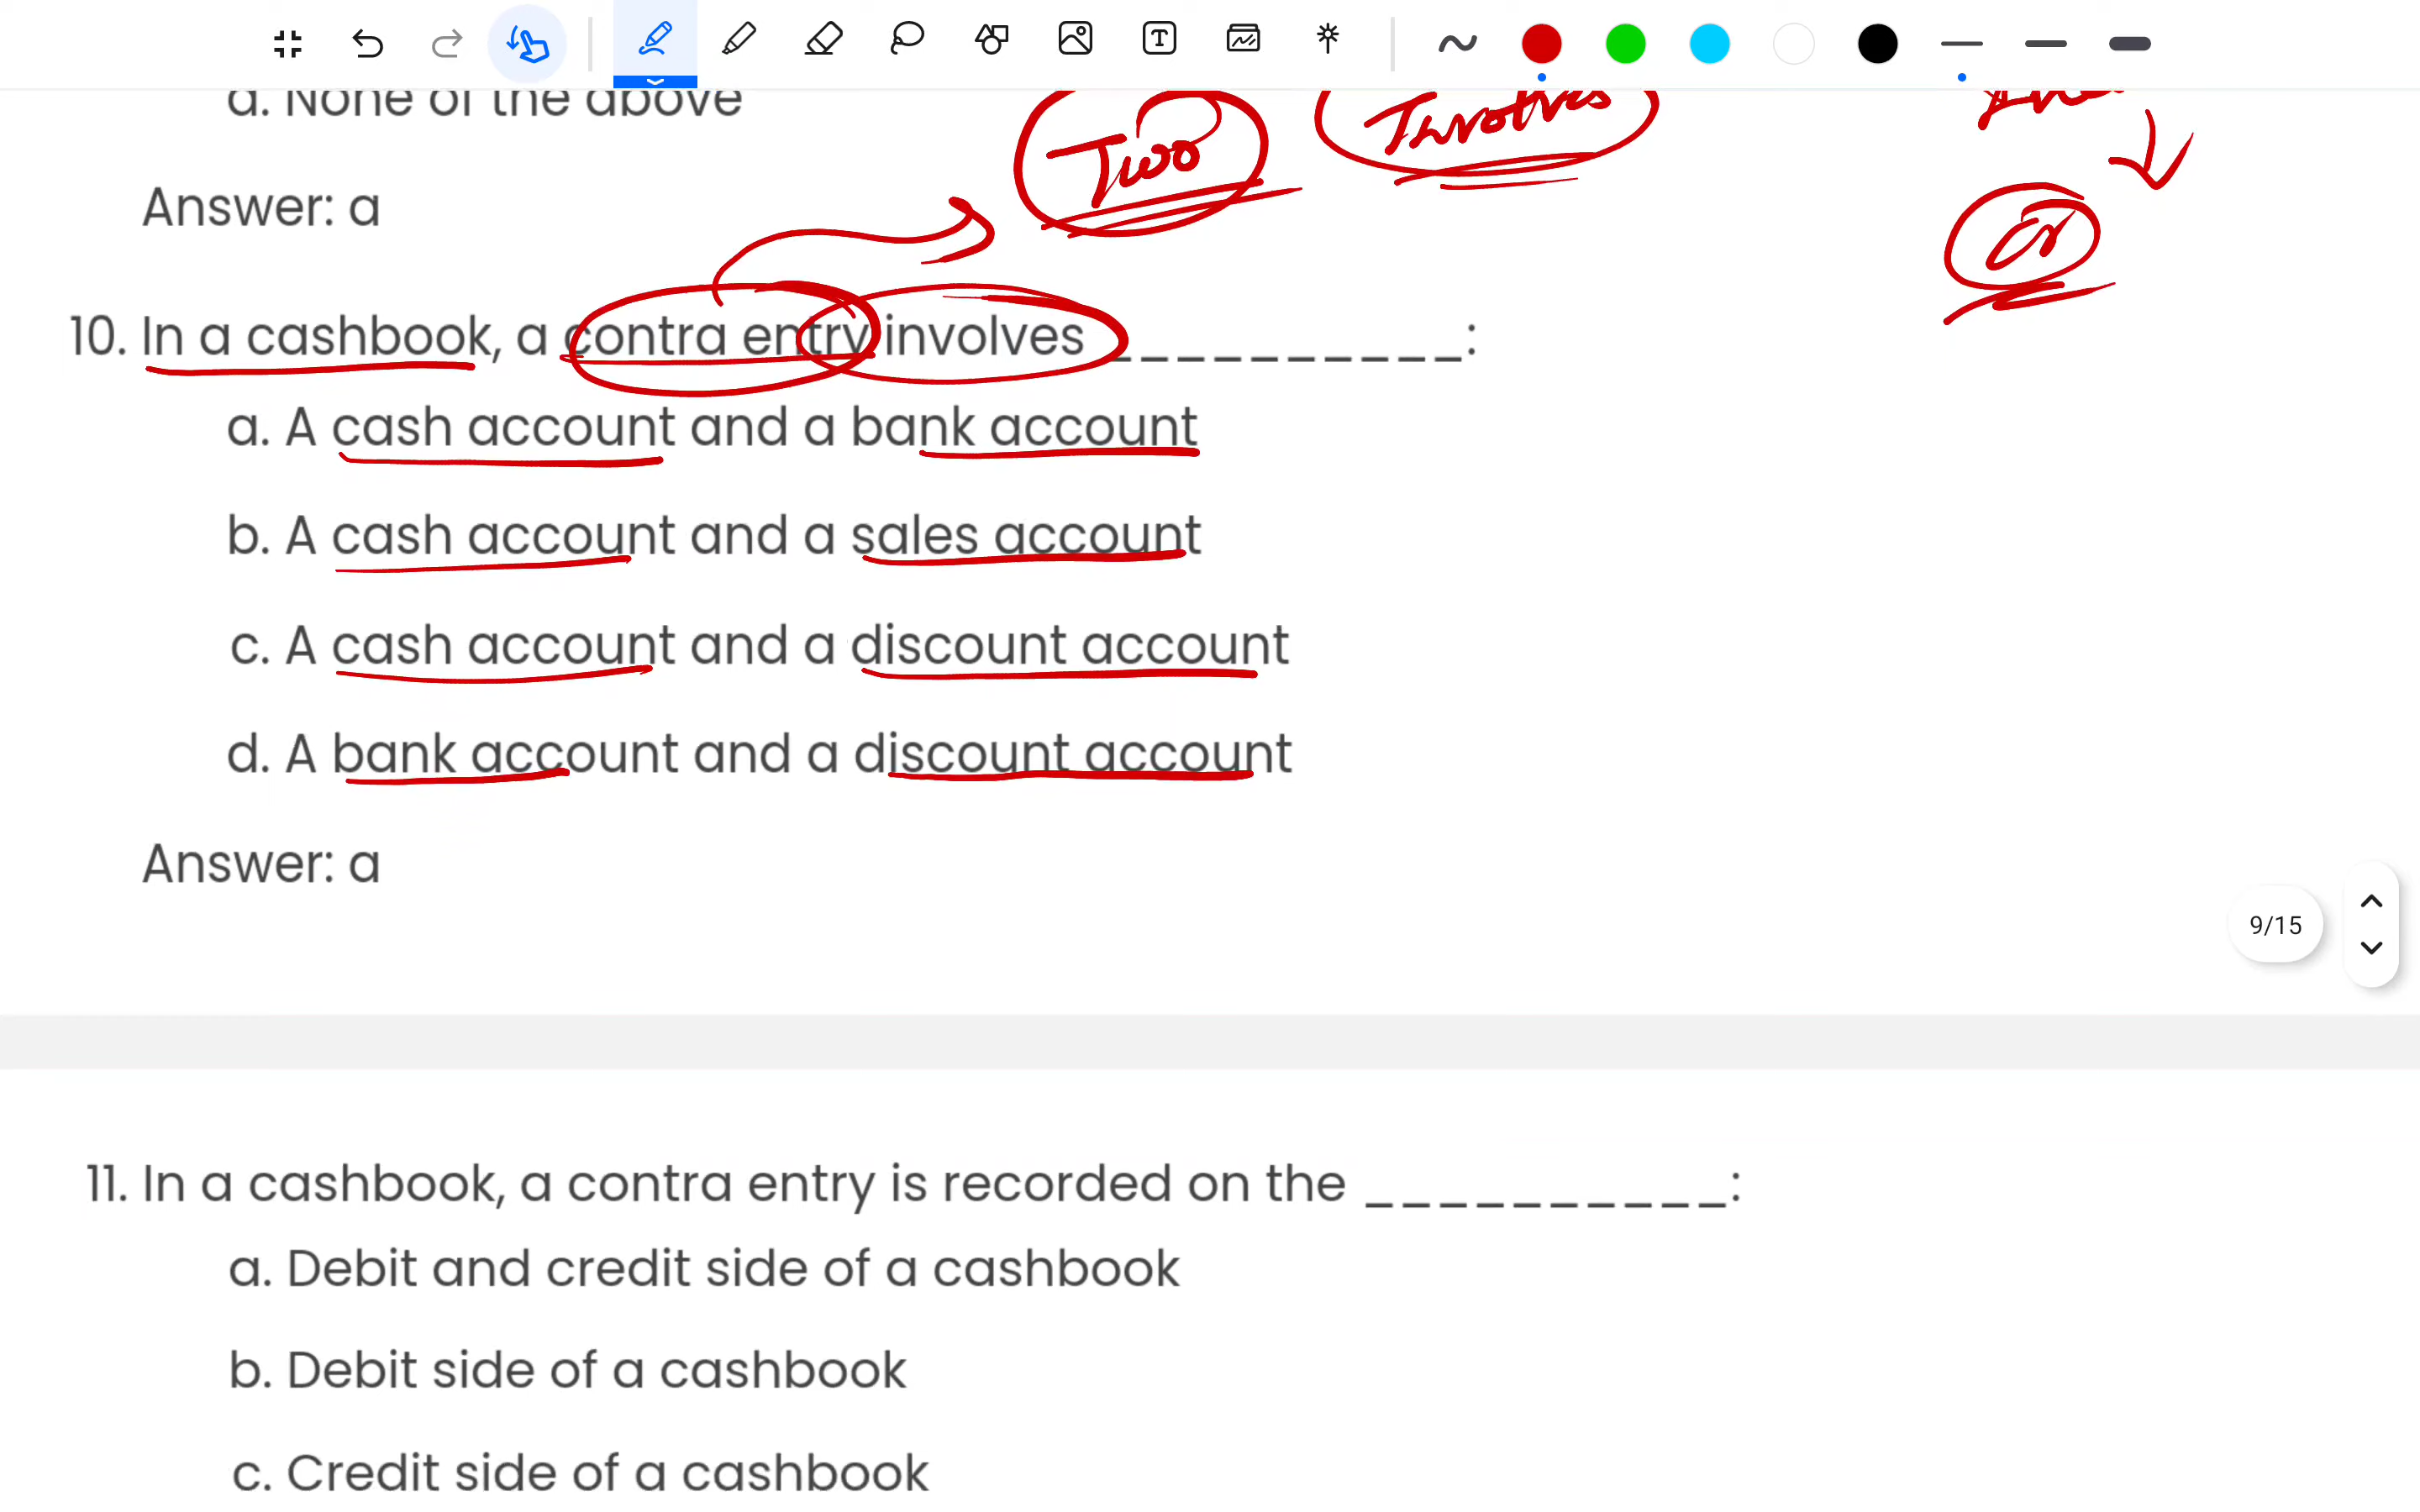 d. None of the above
Two
Involves
Answer: a
Cr
10. In a cashbook, a contra entry involves __________:
a. A cash account and a bank account
b. A cash account and a sales account
c. A cash account and a discount account
d. A bank account and a discount account
Answer: a
9/15
11. In a cashbook, a contra entry is recorded on the __________:
a. Debit and credit side of a cashbook
b. Debit side of a cashbook
c. Credit side of a cashbook